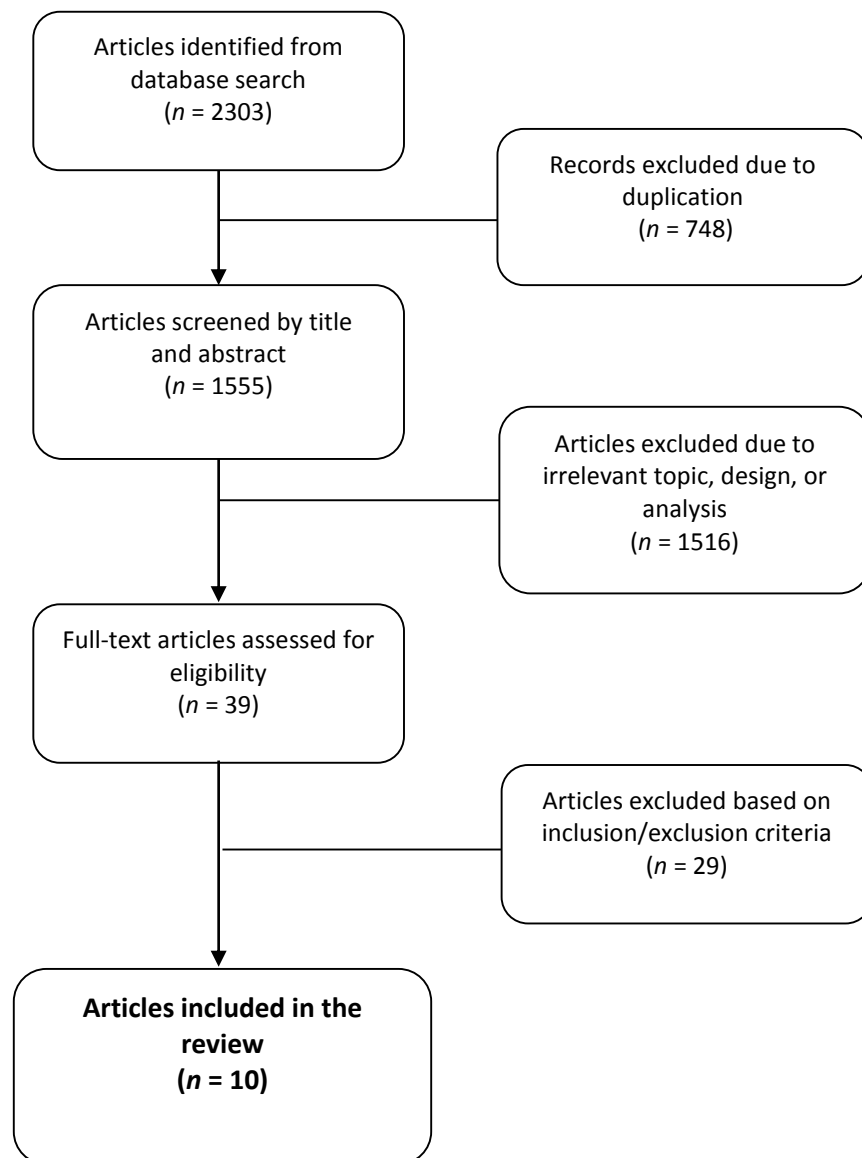 Articles identified from
database search
(n = 2303)
Records excluded due to
duplication
(n = 748)
Articles screened by title
and abstract
(n = 1555)
Articles excluded due to
irrelevant topic, design, or
analysis
(n = 1516)
Full-text articles assessed for
eligibility
(n = 39)
Articles excluded based on
inclusion/exclusion criteria
(n = 29)
Articles included in the
review
(n = 10)